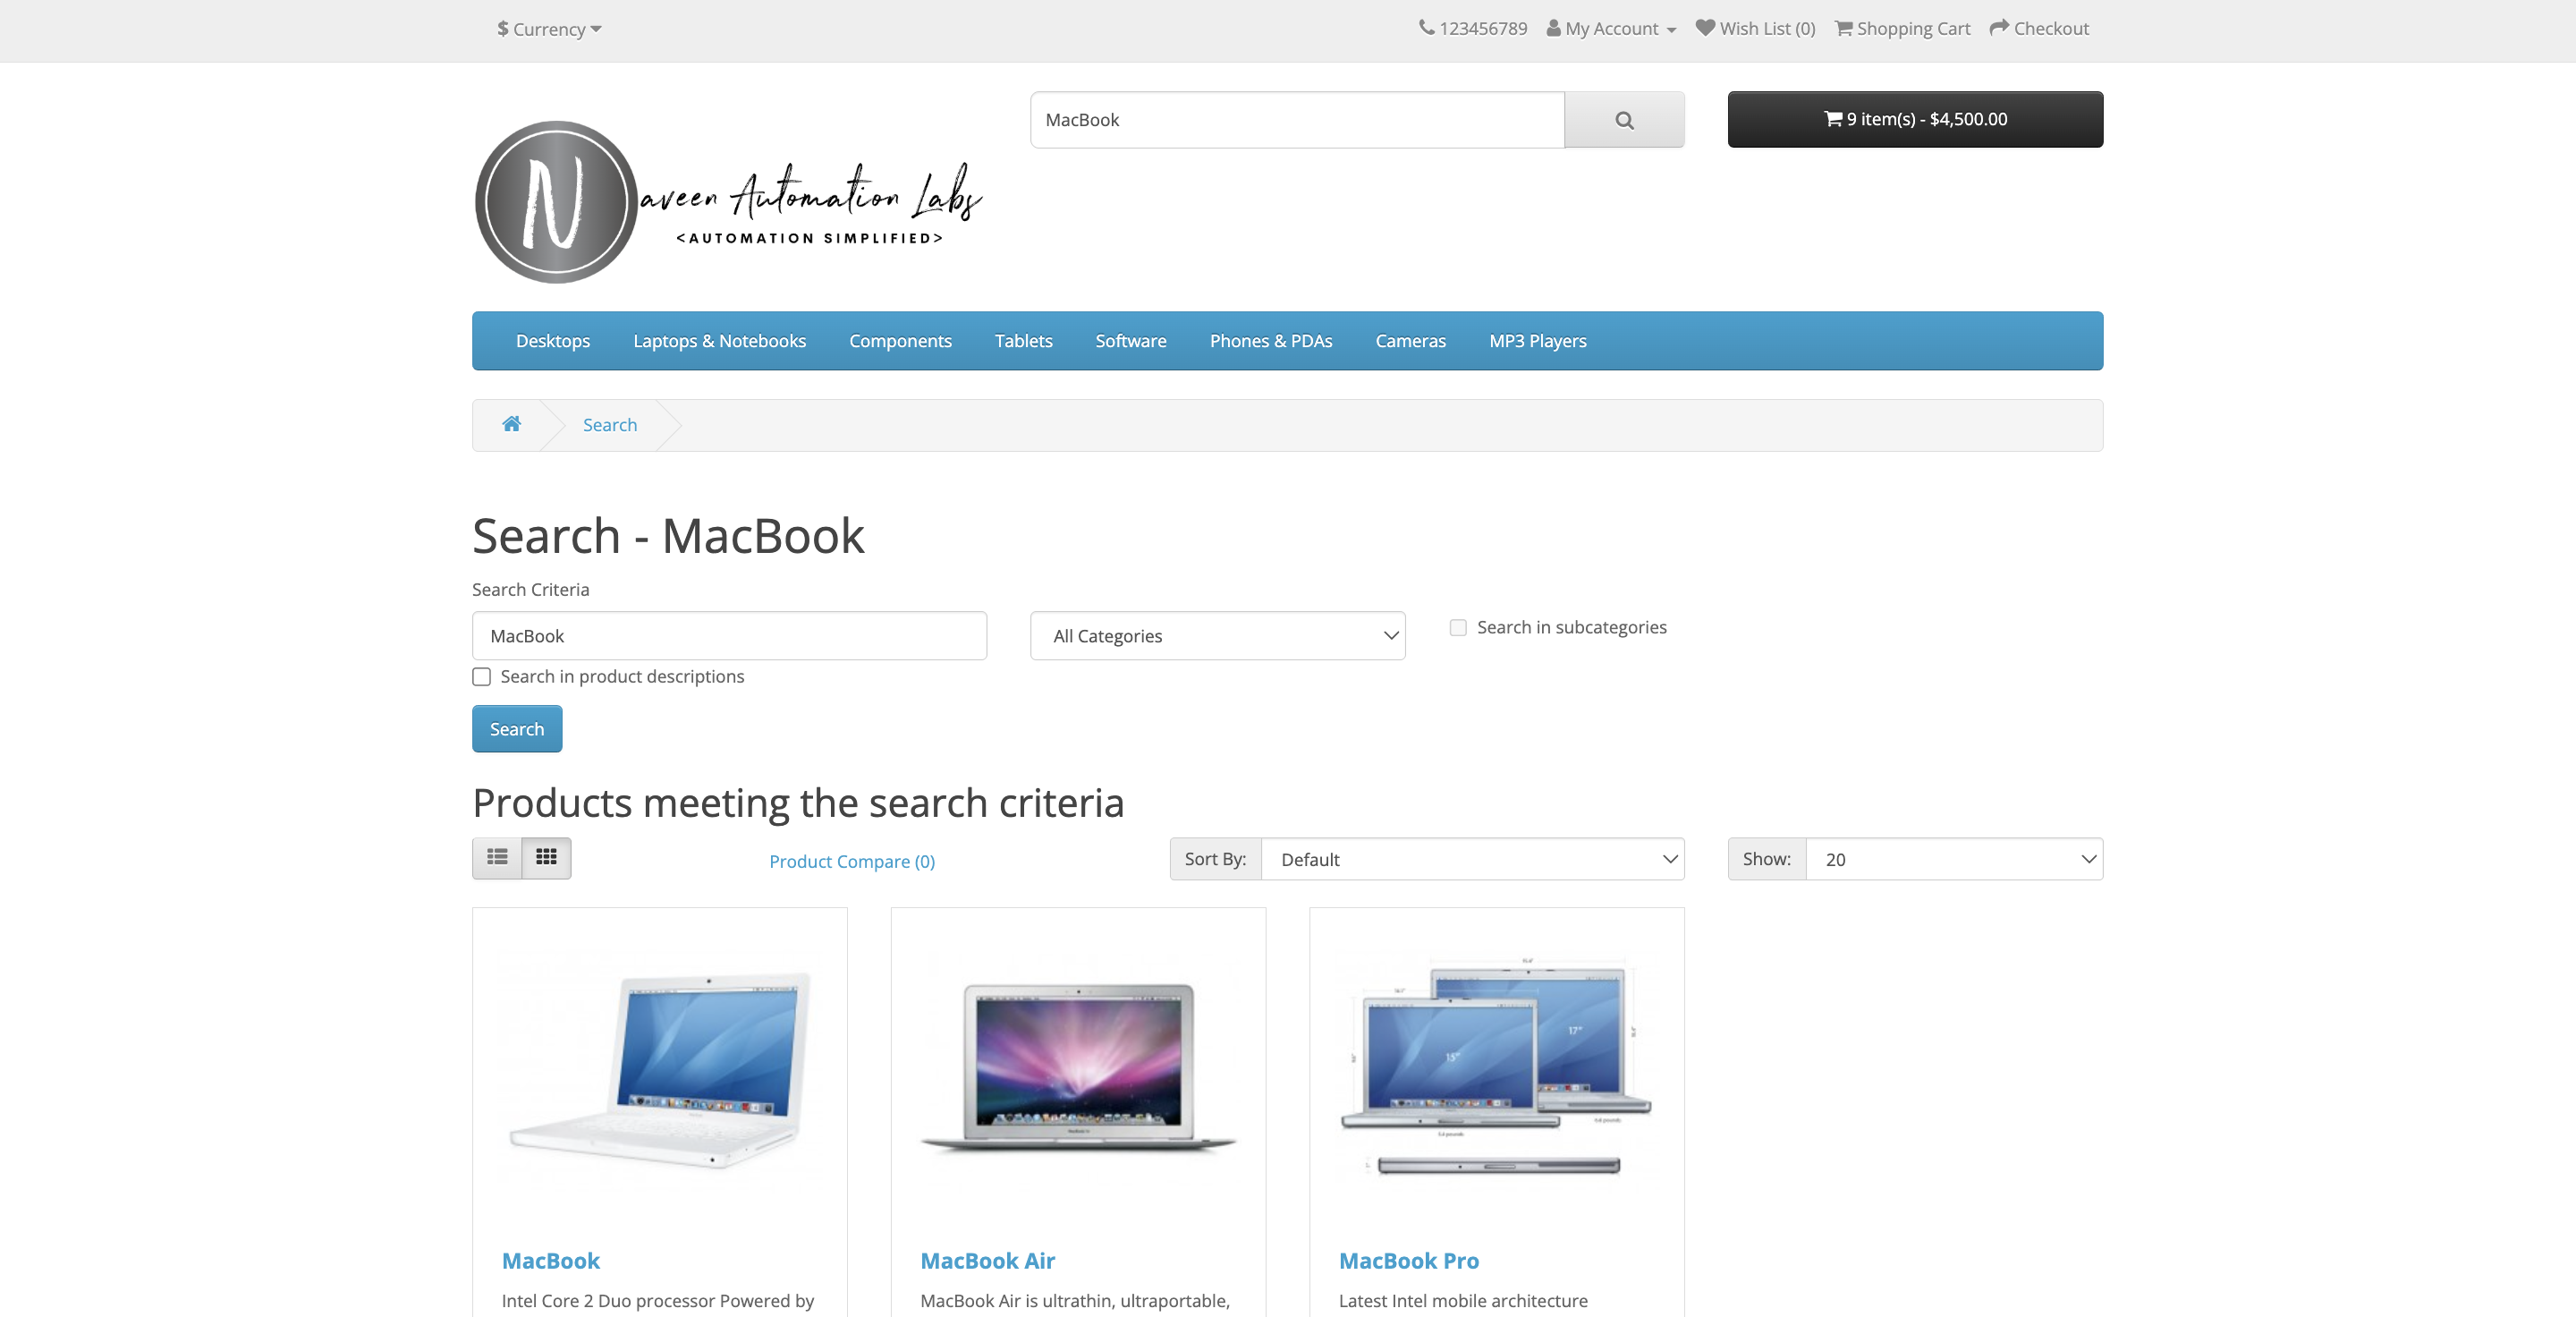 $ Currency
123456789 My Account Wish List (0) Shopping Cart Checkout
MacBook
9 item(s) - $4,500.00
N
aveen Automation Labs
<AUTOMATION SIMPLIFIED>
Desktops Laptops & Notebooks Components Tablets Software Phones & PDAs Cameras MP3 Players
Search
Search - MacBook
Search Criteria
MacBook
All Categories
Search in subcategories
Search in product descriptions
Search
Products meeting the search criteria
Product Compare (0)
Sort By: Default
Show: 20
15"
17"
MacBook
MacBook Air
MacBook Pro
Intel Core 2 Duo processor Powered by
MacBook Air is ultrathin, ultraportable,
Latest Intel mobile architecture